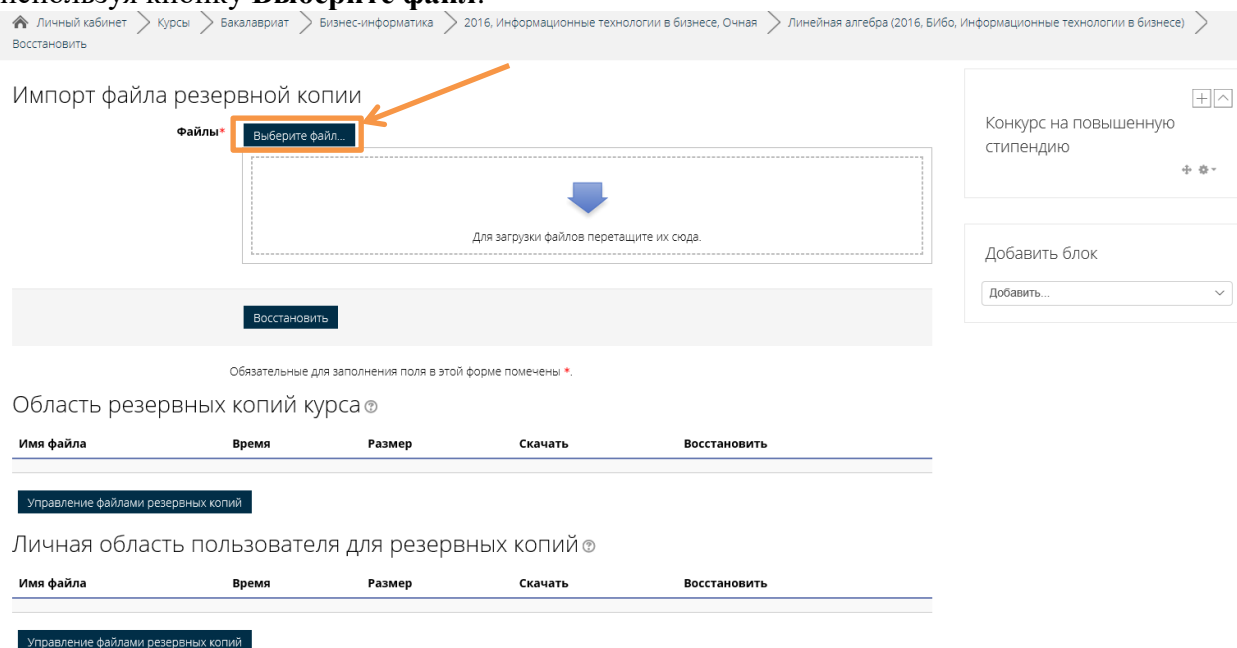 используя кнопку Выберите файл.
Личный кабинет Курсы Бакалавриат Бизнес-информатика 2016, Информационные технологии в бизнесе, Очная Линейная алгебра (2016, БИбо, Информационные технологии в бизнесе)
Восстановить
Импорт файла резервной копии
Файлы* Выберите файл...
Для загрузки файлов перетащите их сюда.
Восстановить
Обязательные для заполнения поля в этой форме помечены *.
Область резервных копий курса
Имя файла Время Размер Скачать Восстановить
Управление файлами резервных копий
Личная область пользователя для резервных копий
Имя файла Время Размер Скачать Восстановить
Управление файлами резервных копий
Конкурс на повышенную
стипендию
Добавить блок
Добавить...